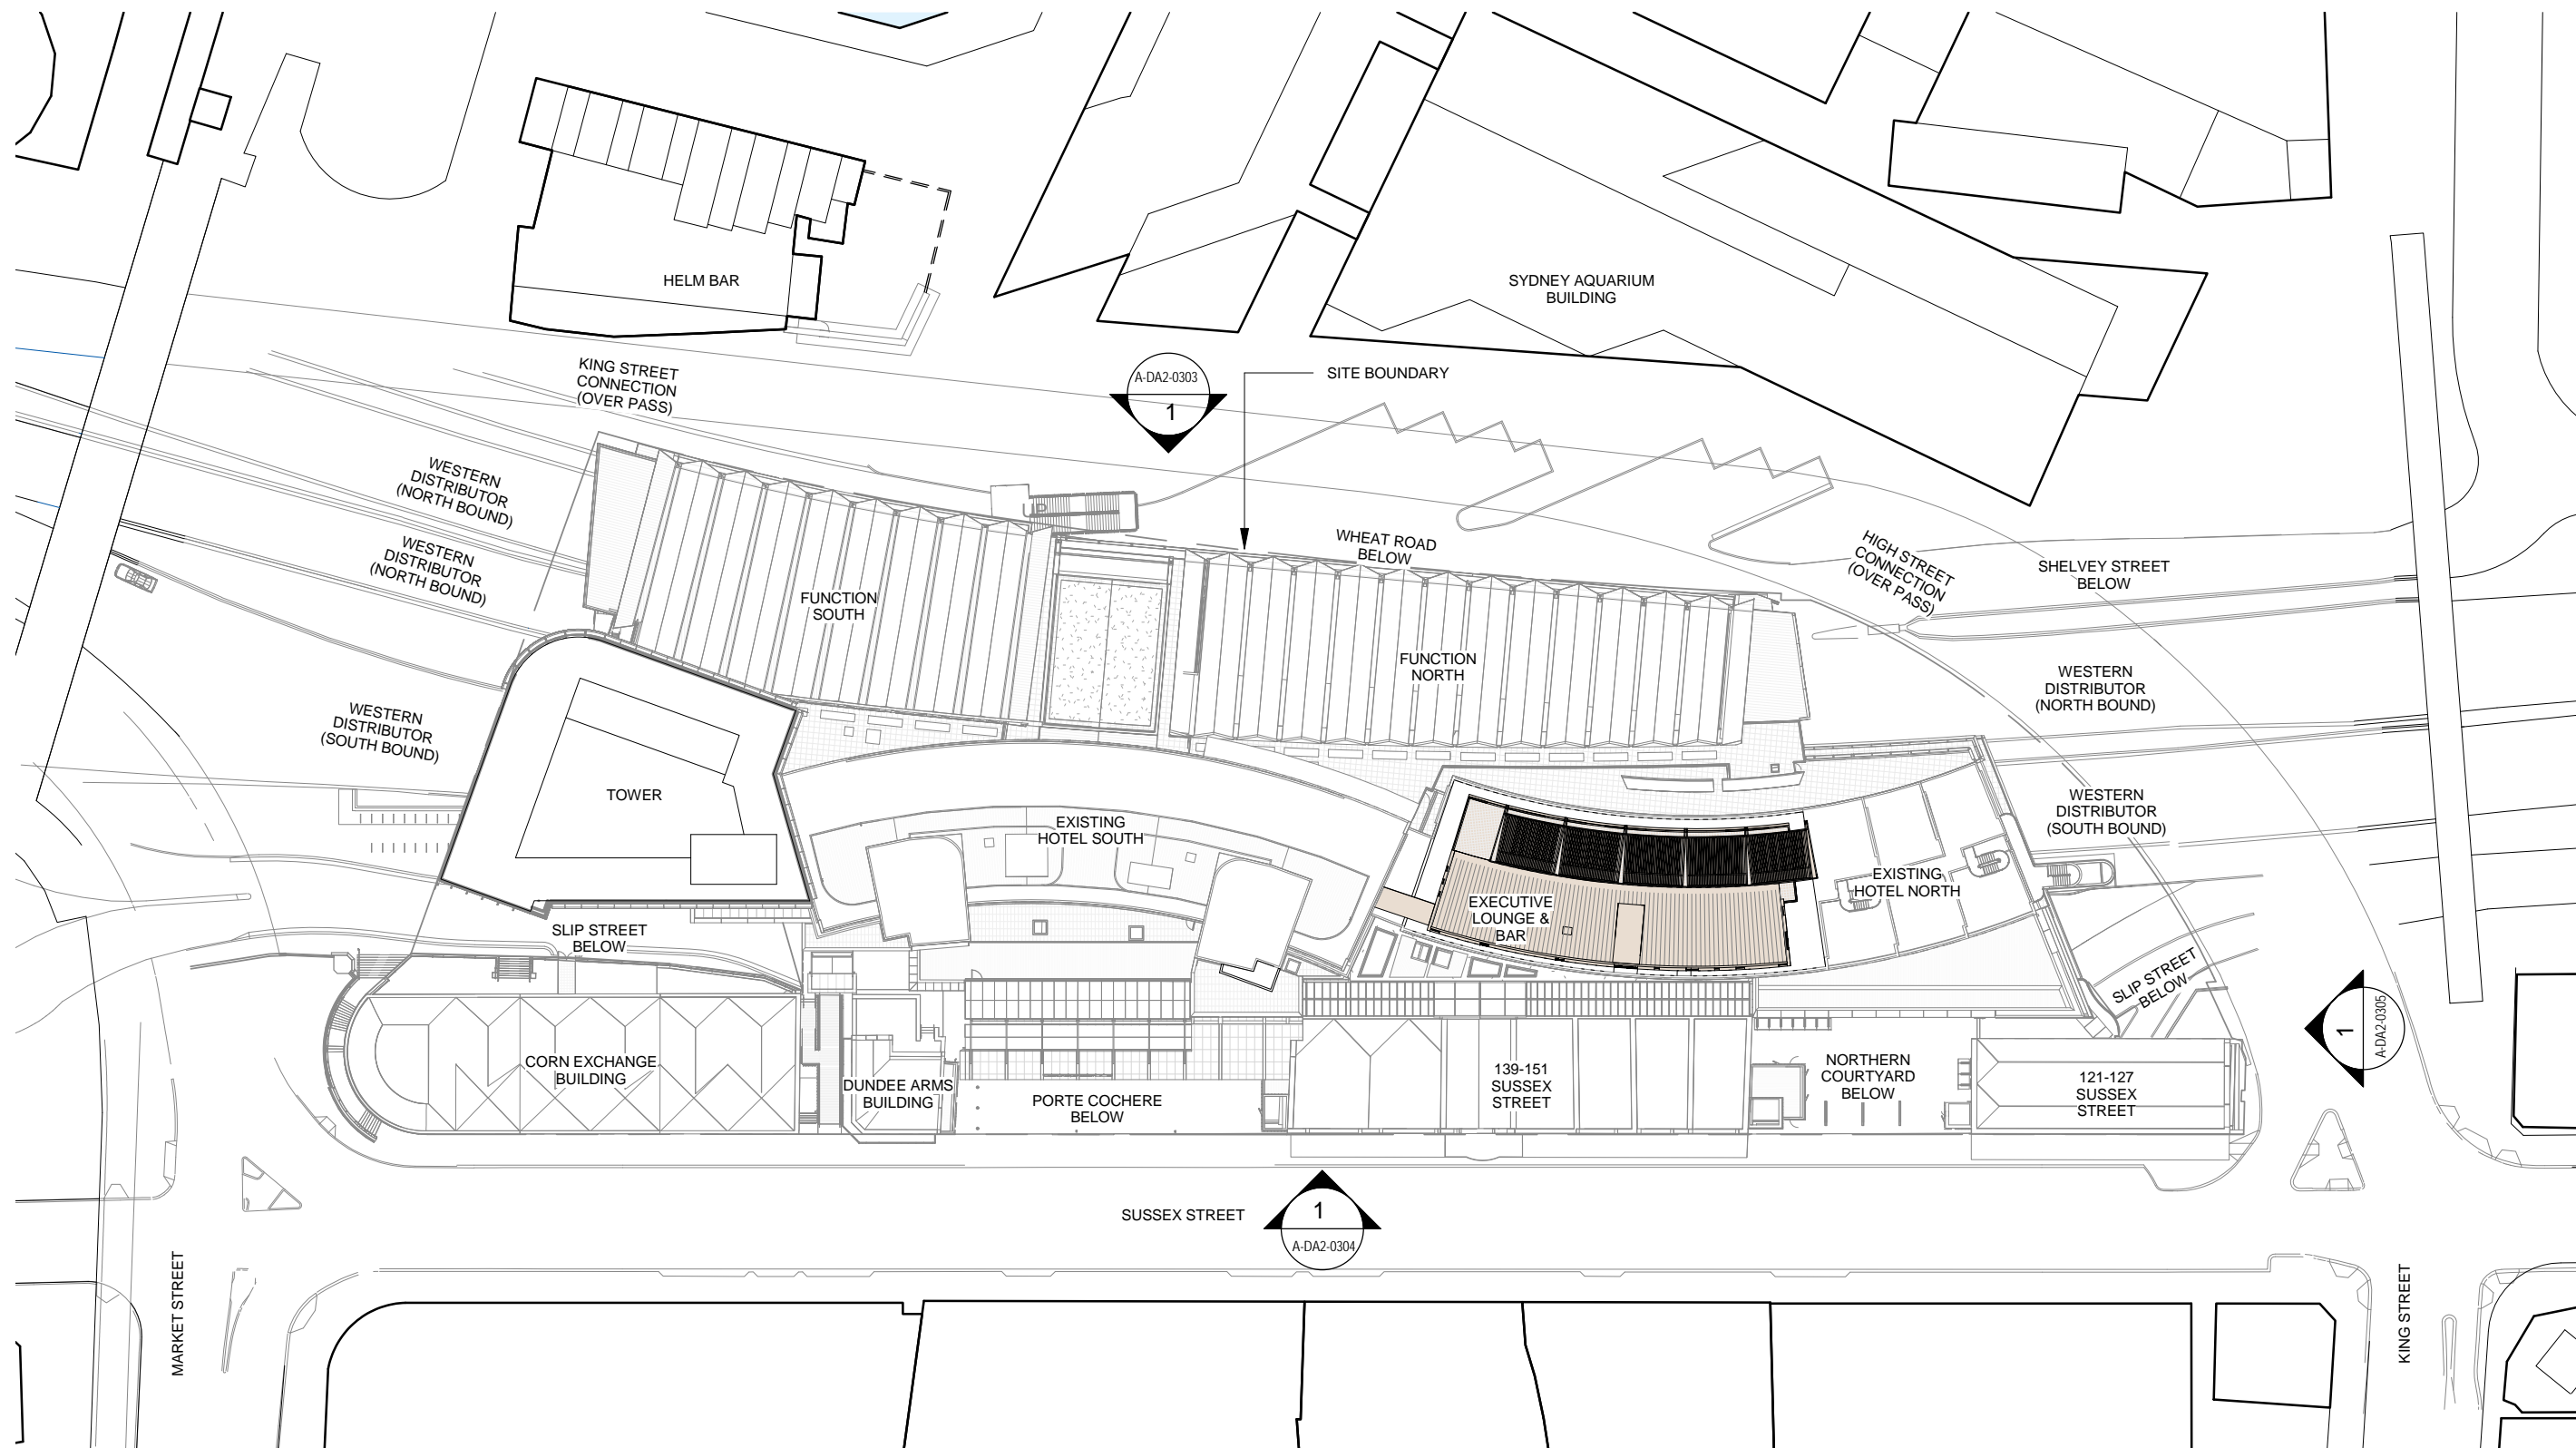 HELM BAR
SYDNEY AQUARIUM
BUILDING
KING STREET
CONNECTION
(OVER PASS)
A-DA2-0303
1
SITE BOUNDARY
WESTERN
DISTRIBUTOR
(NORTH BOUND)
WESTERN
DISTRIBUTOR
(NORTH BOUND)
WHEAT ROAD
BELOW
HIGH STREET
CONNECTION
(OVER PASS)
SHELVEY STREET
BELOW
FUNCTION
SOUTH
UP
FUNCTION
NORTH
WESTERN
DISTRIBUTOR
(NORTH BOUND)
WESTERN
DISTRIBUTOR
(SOUTH BOUND)
TOWER
EXISTING
HOTEL SOUTH
WESTERN
DISTRIBUTOR
(SOUTH BOUND)
EXISTING
HOTEL NORTH
EXECUTIVE
LOUNGE &
BAR
SLIP STREET
BELOW
SLIP STREET
BELOW
1
A-DA2-0305
CORN EXCHANGE
BUILDING
DUNDEE ARMS
BUILDING
PORTE COCHERE
BELOW
139-151
SUSSEX
STREET
NORTHERN
COURTYARD
BELOW
121-127
SUSSEX
STREET
SUSSEX STREET
1
A-DA2-0304
MARKET STREET
KING STREET